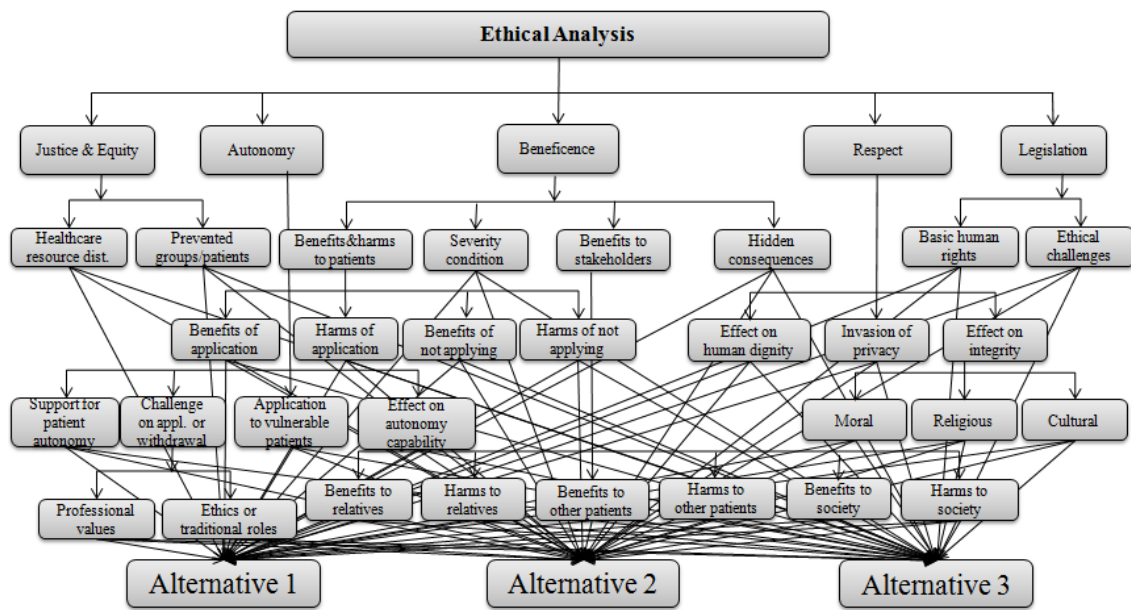 Ethical Analysis
Justice & Equity
Autonomy
Beneficence
Respect
Legislation
Healthcare
resource dist.
Prevented
groups/patients
Benefits&harms
to patients
Severity
condition
Benefits to
stakeholders
Hidden
consequences
Basic human
rights
Ethical
challenges
Benefits of
application
Harms of
application
Benefits of
not applying
Harms of not
applying
Effect on
human dignity
Invasion of
privacy
Effect on
integrity
Support for
patient
autonomy
Challenge
on appl. or
withdrawal
Application
to vulnerable
patients
Effect on
autonomy
capability
Moral
Religious
Cultural
Professional
values
Ethics or
traditional roles
Benefits to
relatives
Harms to
relatives
Benefits to
other patients
Harms to
other patients
Benefits to
society
Harms to
society
Alternative 1
Alternative 2
Alternative 3